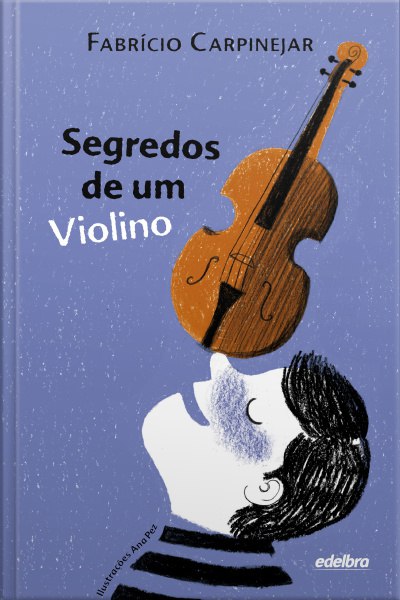 FABRÍCIO CARPINEJAR
Segredos
de um
Violino
Ilustrações Ana Pez
edelbra